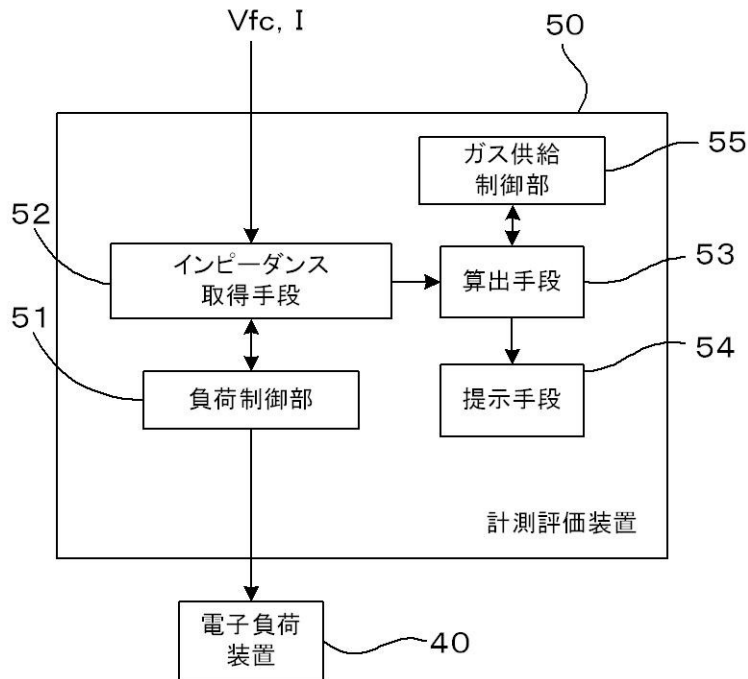 Vfc, I
50
55
ガス供給
制御部
52
インピーダンス
取得手段
算出手段
53
51
負荷制御部
提示手段
54
計測評価装置
電子負荷
装置
40